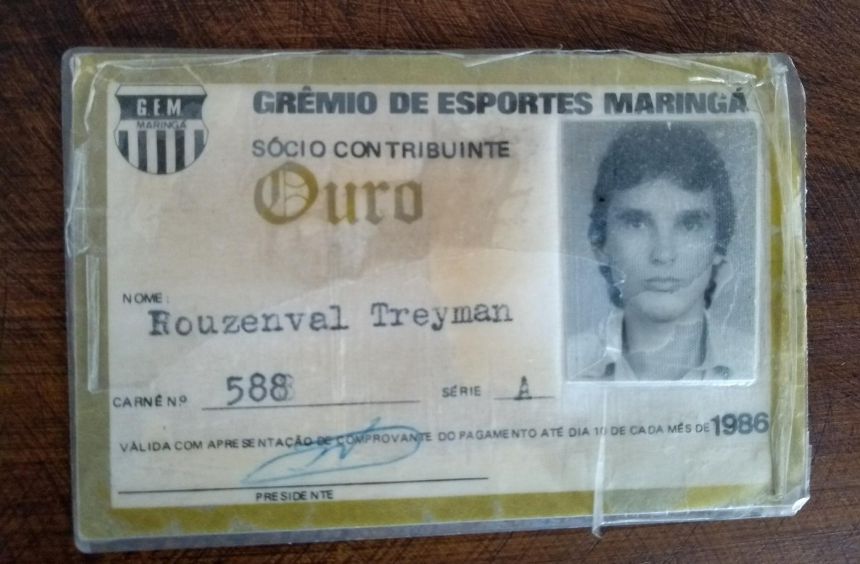 G.E.M.
MARINGÁ
GRÊMIO DE ESPORTES MARINGÁ
SÓCIO CONTRIBUINTE
Ouro
NOME:
Rouzenval Treyman
CARNÊ N.º 588 SÉRIE A
VÁLIDA COM APRESENTAÇÃO DE COMPROVANTE DO PAGAMENTO ATÉ DIA 10 DE CADA MÊS DE 1986
PRESIDENTE